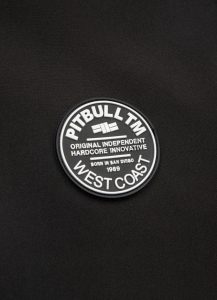 PITBULL TM
ORIGINAL INDEPENDENT
HARDCORE INNOVATIVE
BORN IN SAN DIEGO
1989
WEST COAST